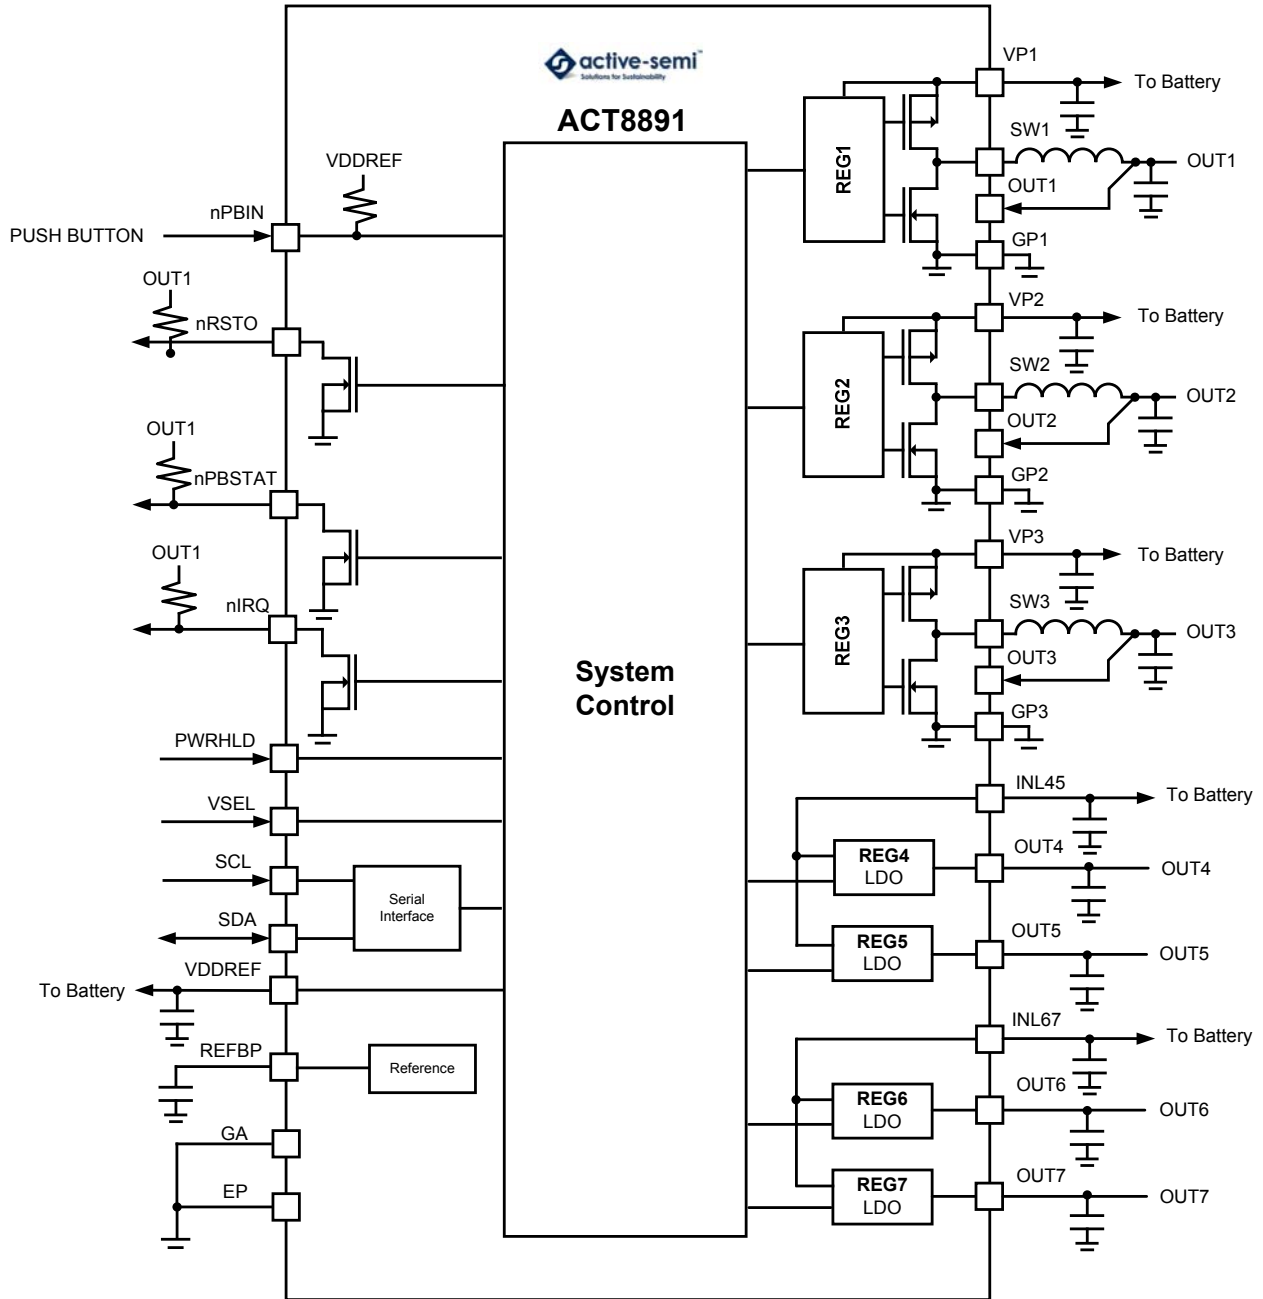 active-semi™
Solutions for Sustainability
ACT8891
System
Control
VDDREF
nPBIN
PUSH BUTTON
OUT1
nRSTO
OUT1
nPBSTAT
OUT1
nIRQ
PWRHLD
VSEL
SCL
Serial
Interface
SDA
VDDREF
To Battery
REFBP
Reference
GA
EP
VP1
To Battery
REG1
SW1
OUT1
OUT1
GP1
VP2
To Battery
REG2
SW2
OUT2
OUT2
GP2
VP3
To Battery
REG3
SW3
OUT3
OUT3
GP3
INL45
To Battery
REG4
LDO
OUT4
OUT4
REG5
LDO
OUT5
OUT5
INL67
To Battery
REG6
LDO
OUT6
OUT6
REG7
LDO
OUT7
OUT7